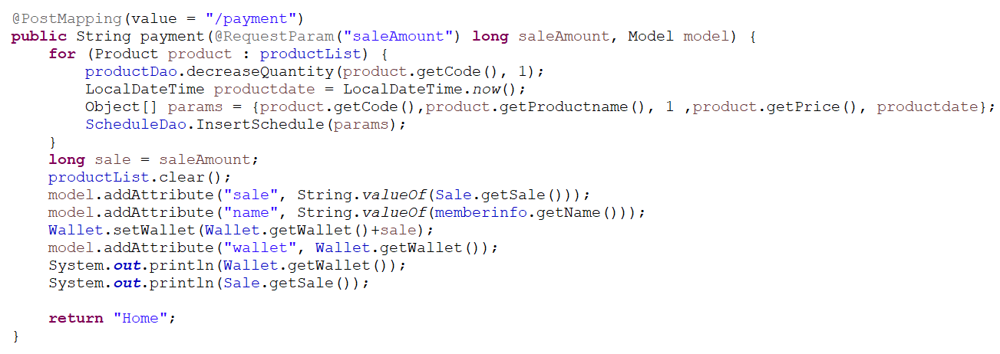 @PostMapping(value = "/payment")
public String payment(@RequestParam("saleAmount") long saleAmount, Model model) {
    for (Product product : productList) {
        productDao.decreaseQuantity(product.getCode(), 1);
        LocalDateTime productdate = LocalDateTime.now();
        Object[] params = {product.getCode(),product.getProductname(), 1 ,product.getPrice(), productdate};
        ScheduleDao.InsertSchedule(params);
    }
    long sale = saleAmount;
    productList.clear();
    model.addAttribute("sale", String.valueOf(Sale.getSale()));
    model.addAttribute("name", String.valueOf(memberinfo.getName()));
    Wallet.setWallet(Wallet.getWallet()+sale);
    model.addAttribute("wallet", Wallet.getWallet());
    System.out.println(Wallet.getWallet());
    System.out.println(Sale.getSale());

    return "Home";
}